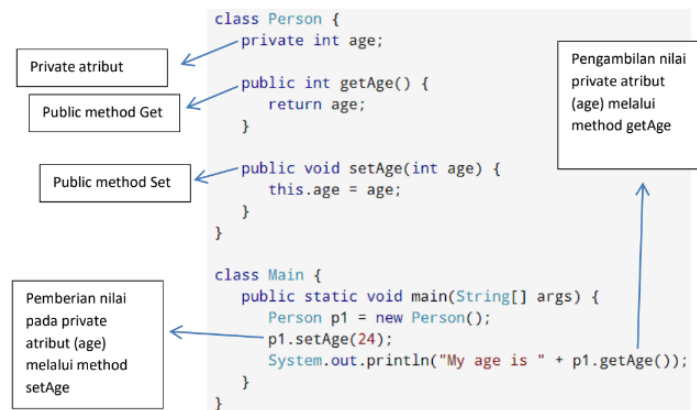 class Person {
private int age;
Private atribut
public int getAge() {
return age;
}
Public method Get
public void setAge(int age) {
this.age = age;
}
}
Public method Set
Pengambilan nilai
private atribut
(age) melalui
method getAge
class Main {
public static void main(String[] args) {
Person p1 = new Person();
p1.setAge(24);
System.out.println("My age is " + p1.getAge());
}
}
Pemberian nilai
pada private
atribut (age)
melalui method
setAge